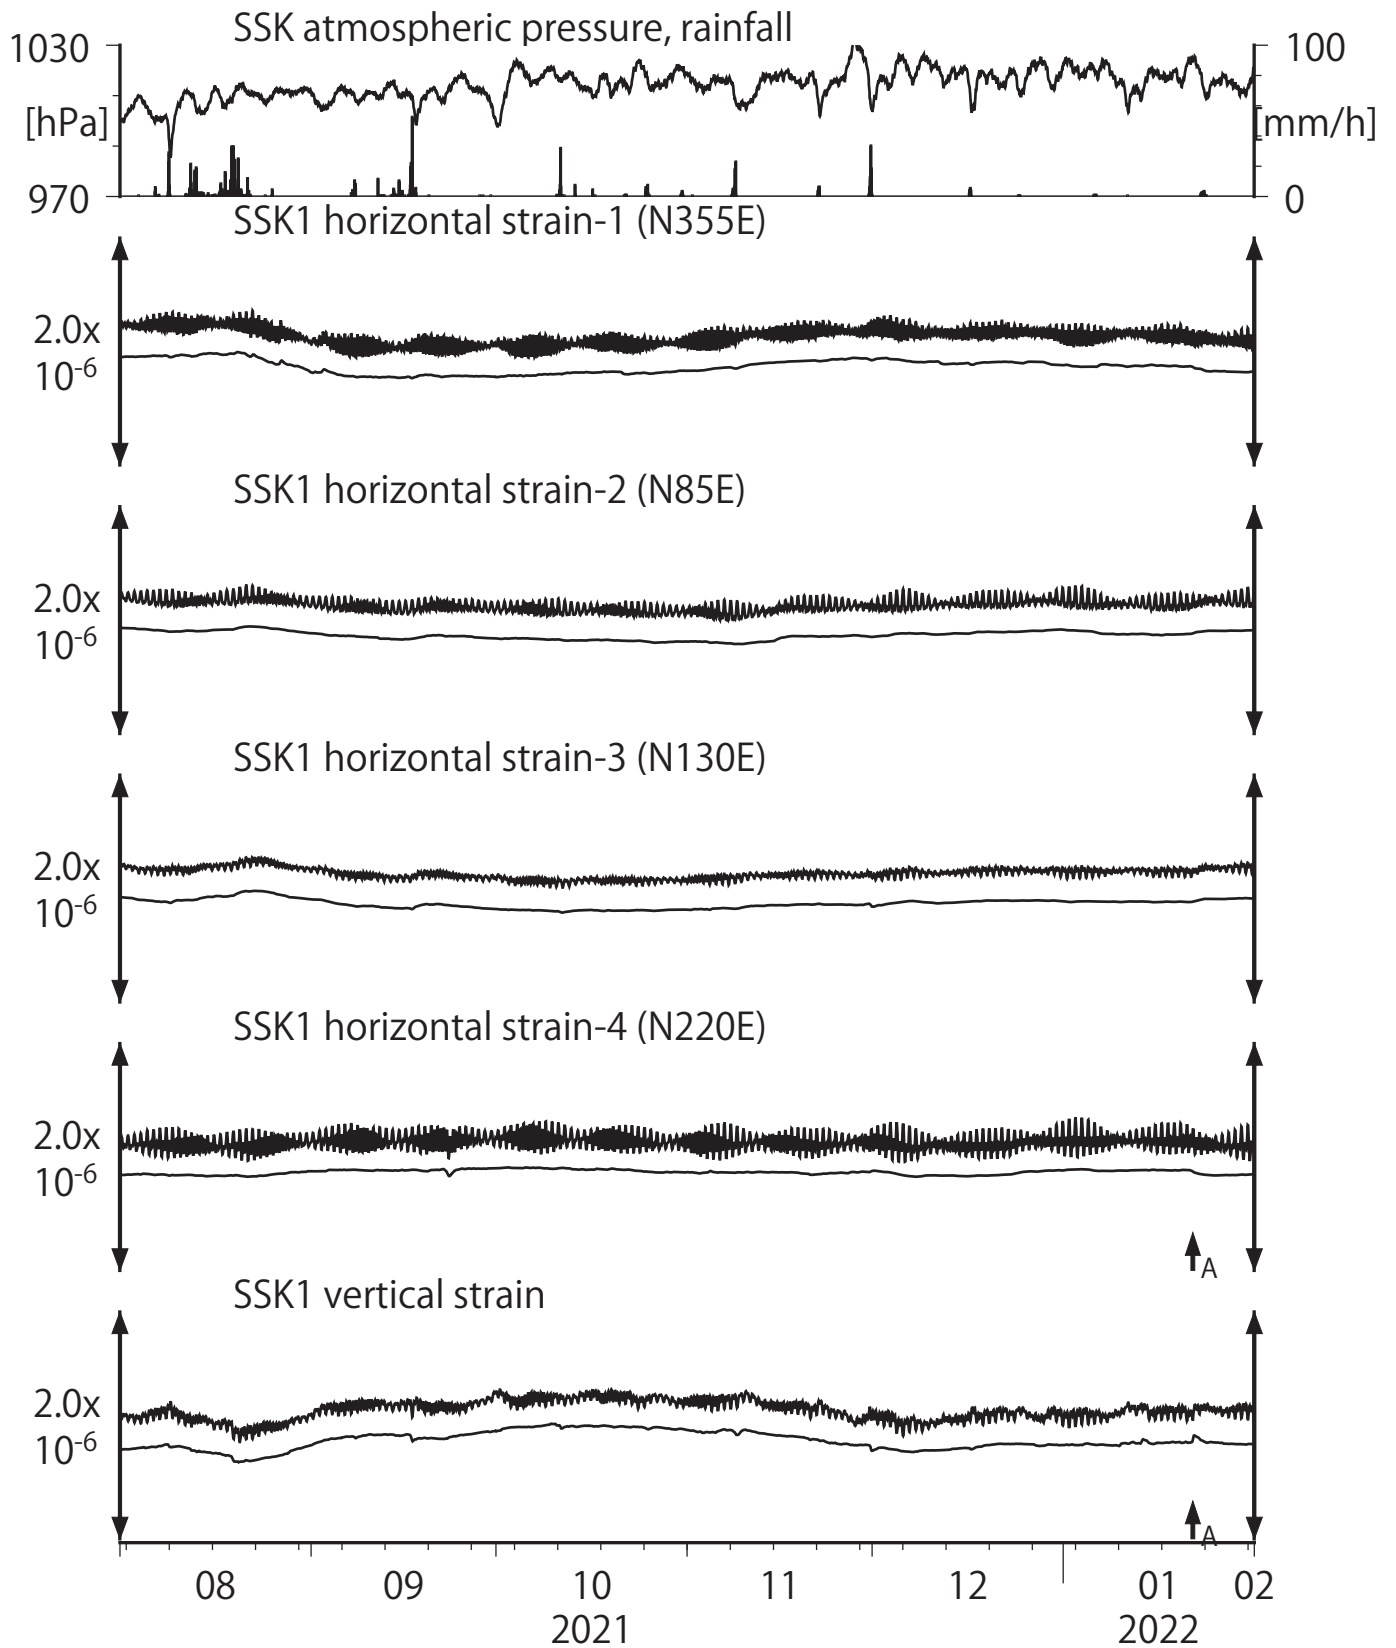 SSK atmospheric pressure, rainfall
1030
100
[hPa]
[mm/h]
970
0
SSK1 horizontal strain-1 (N355E)
2.0x
10-6
SSK1 horizontal strain-2 (N85E)
2.0x
10-6
SSK1 horizontal strain-3 (N130E)
2.0x
10-6
SSK1 horizontal strain-4 (N220E)
2.0x
10-6
A
SSK1 vertical strain
2.0x
10-6
A
08 09 10 11 12 01 02
2021 2022